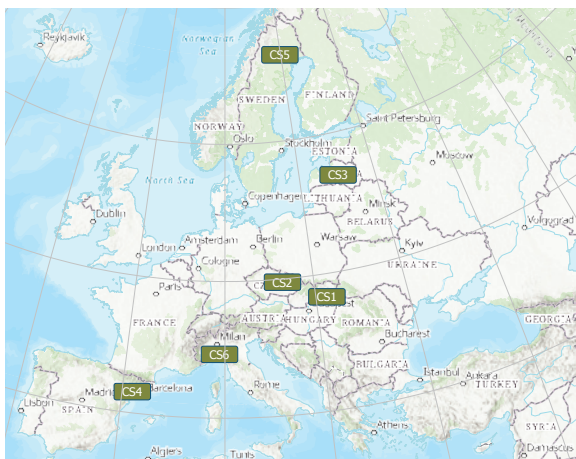 Reykjavik
Norwegian
Sea
CS5
SWEDEN
FINLAND
NORWAY
Oslo
Stockholm
Saint Petersburg
ESTONIA
Moscow
North Sea
CS3
Copenhagen
LITHUANIA
Minsk
BELARUS
Dublin
Volgograd
London
Amsterdam
Berlin
Warsaw
Kyiv
Cologne
UKRAINE
Paris
CS2
CS1
FRANCE
AUSTRIA
HUNGARY
ROMANIA
GEORGIA
Milan
Bucharest
CS6
BULGARIA
Madrid
CS4
Barcelona
Rome
Istanbul
Ankara
TURKEY
Lisbon
SPAIN
Athens
SYRIA
Algiers
Tunis
Damascus